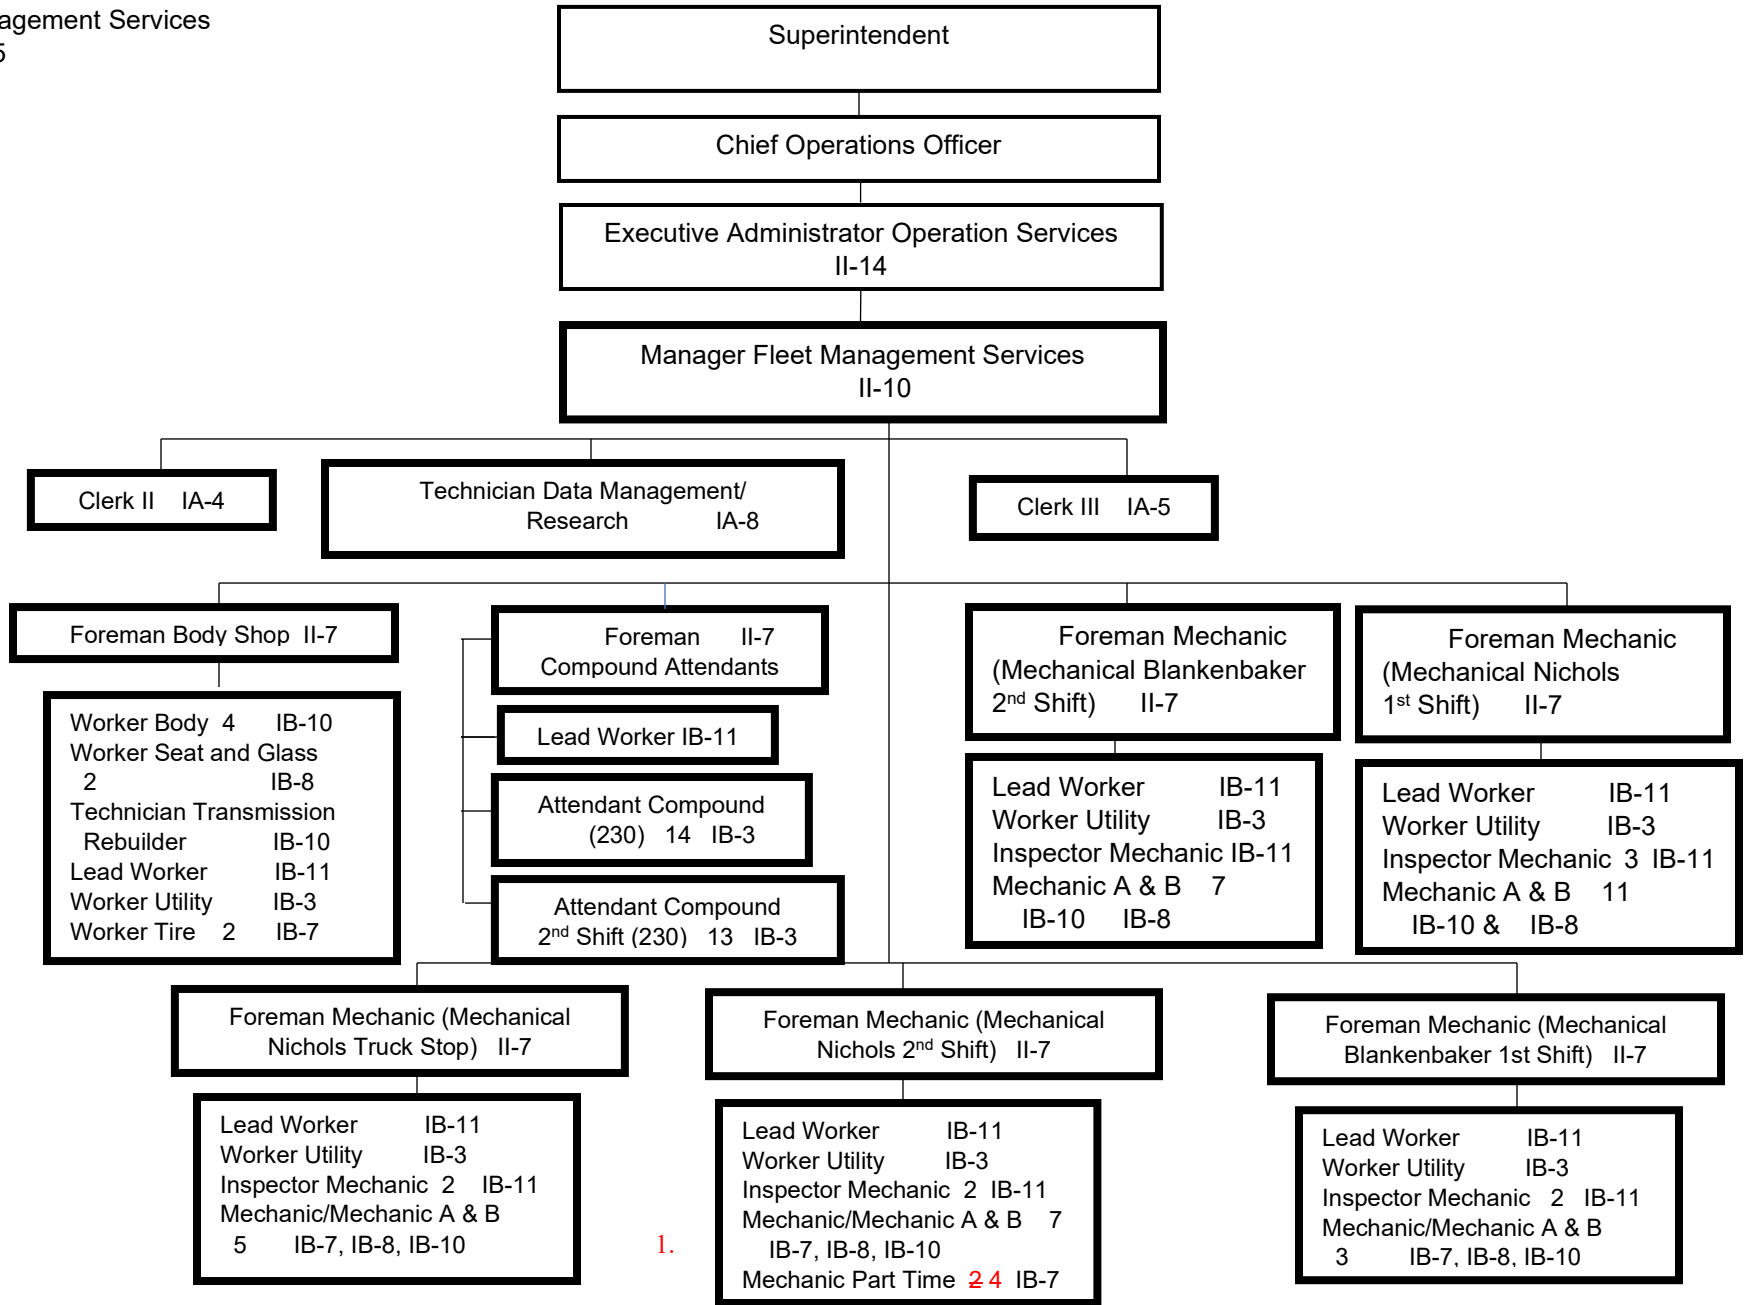 agement Services
5
Superintendent
Chief Operations Officer
Executive Administrator Operation Services
II-14
Manager Fleet Management Services
II-10
Clerk II IA-4
Technician Data Management/
Research IA-8
Clerk III IA-5
Foreman Body Shop II-7
Worker Body 4 IB-10
Worker Seat and Glass
2 IB-8
Technician Transmission
Rebuilder IB-10
Lead Worker IB-11
Worker Utility IB-3
Worker Tire 2 IB-7
Foreman II-7
Compound Attendants
Lead Worker IB-11
Attendant Compound
(230) 14 IB-3
Attendant Compound
2nd Shift (230) 13 IB-3
Foreman Mechanic
(Mechanical Blankenbaker
2nd Shift) II-7
Lead Worker IB-11
Worker Utility IB-3
Inspector Mechanic IB-11
Mechanic A & B 7
IB-10 IB-8
Foreman Mechanic
(Mechanical Nichols
1st Shift) II-7
Lead Worker IB-11
Worker Utility IB-3
Inspector Mechanic 3 IB-11
Mechanic A & B 11
IB-10 & IB-8
Foreman Mechanic (Mechanical
Nichols Truck Stop) II-7
Lead Worker IB-11
Worker Utility IB-3
Inspector Mechanic 2 IB-11
Mechanic/Mechanic A & B
5 IB-7, IB-8, IB-10
Foreman Mechanic (Mechanical
Nichols 2nd Shift) II-7
1.
Lead Worker IB-11
Worker Utility IB-3
Inspector Mechanic 2 IB-11
Mechanic/Mechanic A & B 7
IB-7, IB-8, IB-10
Mechanic Part Time 2 4 IB-7
Foreman Mechanic (Mechanical
Blankenbaker 1st Shift) II-7
Lead Worker IB-11
Worker Utility IB-3
Inspector Mechanic 2 IB-11
Mechanic/Mechanic A & B
3 IB-7, IB-8, IB-10